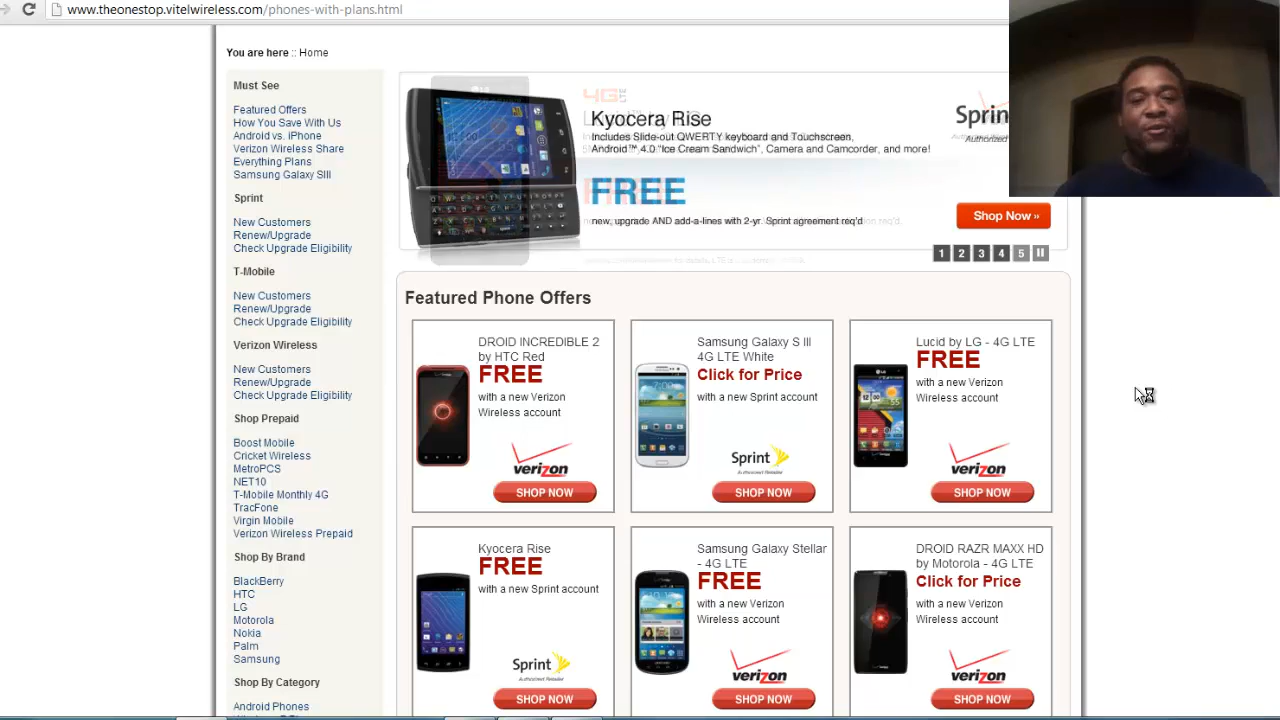 www.theonestop.vitelwireless.com/phones-with-plans.html
You are here :: Home
Must See
Featured Offers
How You Save With Us
Android vs. iPhone
Verizon Wireless Share
Everything Plans
Samsung Galaxy SIII
Sprint
New Customers
Renew/Upgrade
Check Upgrade Eligibility
T-Mobile
New Customers
Renew/Upgrade
Check Upgrade Eligibility
Verizon Wireless
New Customers
Renew/Upgrade
Check Upgrade Eligibility
Shop Prepaid
Boost Mobile
Cricket Wireless
MetroPCS
NET10
T-Mobile Monthly 4G
TracFone
Virgin Mobile
Verizon Wireless Prepaid
Shop By Brand
BlackBerry
HTC
LG
Motorola
Nokia
Palm
Samsung
Shop By Category
Android Phones
4G LTE
Kyocera Rise
Includes Slide-out QWERTY keyboard and Touchscreen,
Android™ 4.0 "Ice Cream Sandwich", Camera and Camcorder, and more!
FREE
new, upgrade AND add-a-lines with 2-yr. Sprint agreement req'd
Sprin
Shop Now »
1 2 3 4 5
Featured Phone Offers
DROID INCREDIBLE 2
by HTC Red
FREE
with a new Verizon
Wireless account
verizon
SHOP NOW
Samsung Galaxy S III
4G LTE White
Click for Price
with a new Sprint account
Sprint
Authorized Retailer
SHOP NOW
Lucid by LG - 4G LTE
FREE
with a new Verizon
Wireless account
verizon
SHOP NOW
Kyocera Rise
FREE
with a new Sprint account
Sprint
Authorized Retailer
SHOP NOW
Samsung Galaxy Stellar
- 4G LTE
FREE
with a new Verizon
Wireless account
verizon
SHOP NOW
DROID RAZR MAXX HD
by Motorola - 4G LTE
Click for Price
with a new Verizon
Wireless account
verizon
SHOP NOW